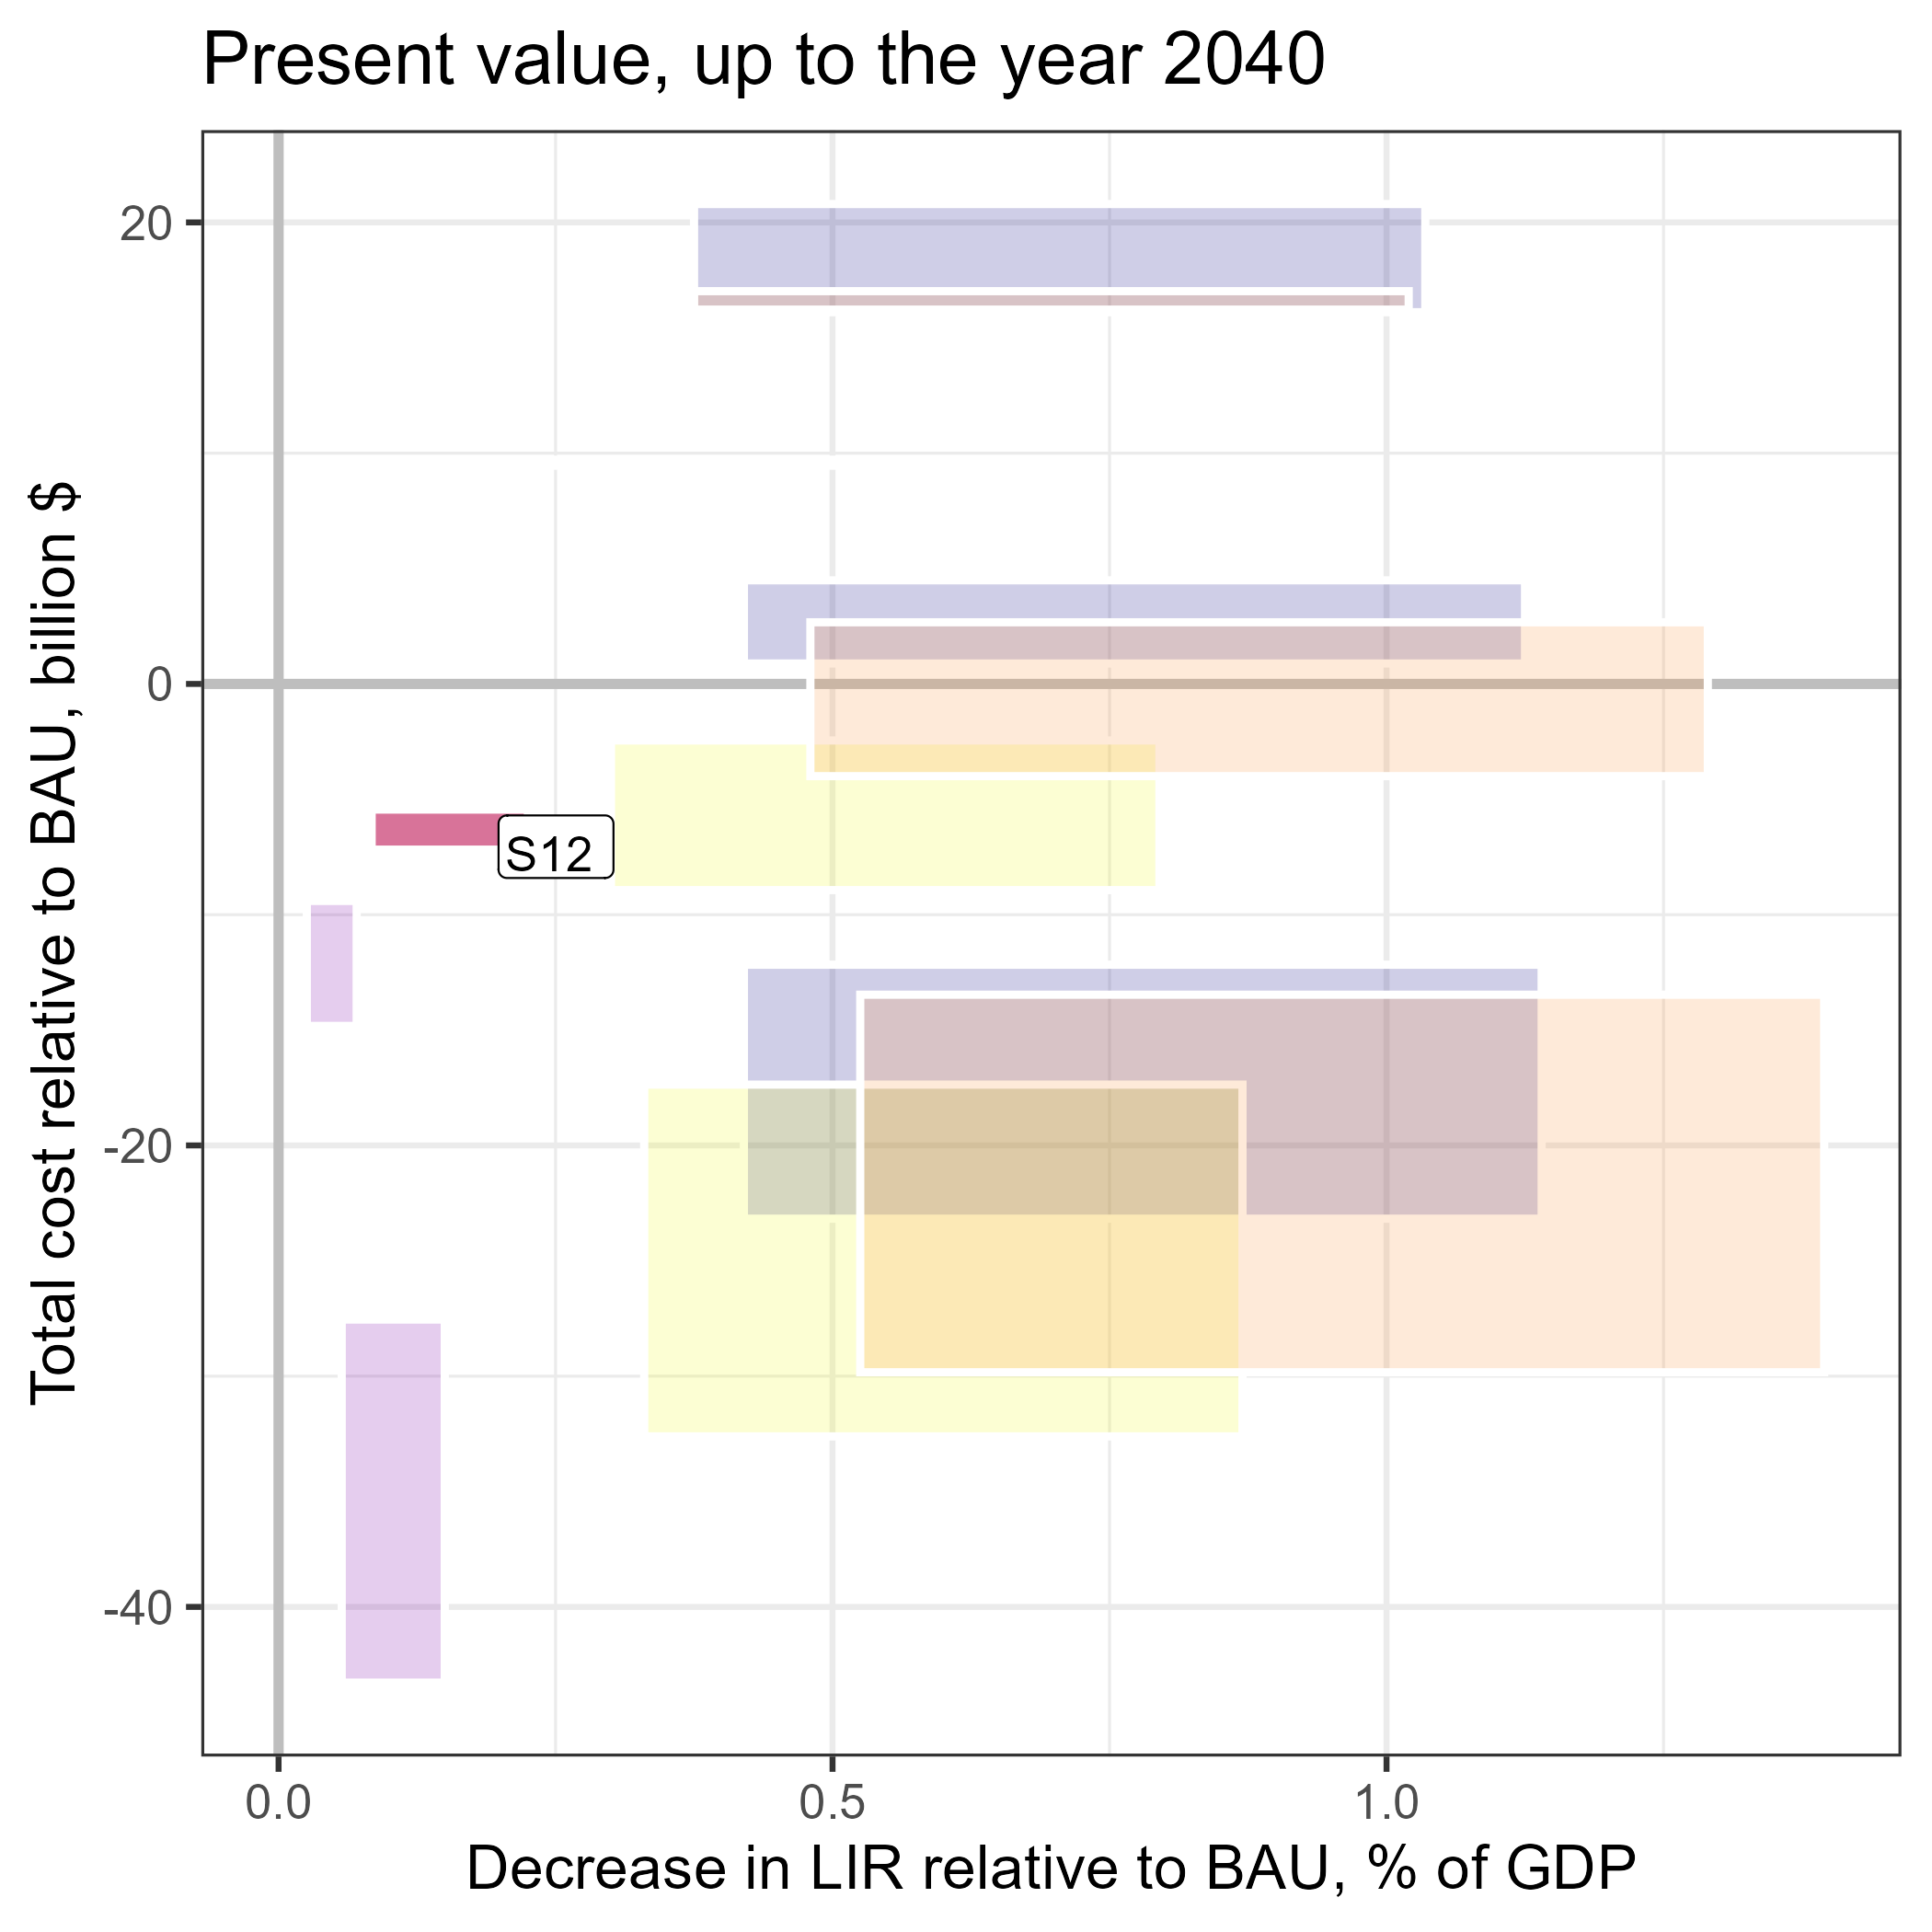 Present value, up to the year 2040
Total cost relative to BAU, billion $
20
0
-20
-40
S12
0.0
0.5
1.0
Decrease in LIR relative to BAU, % of GDP